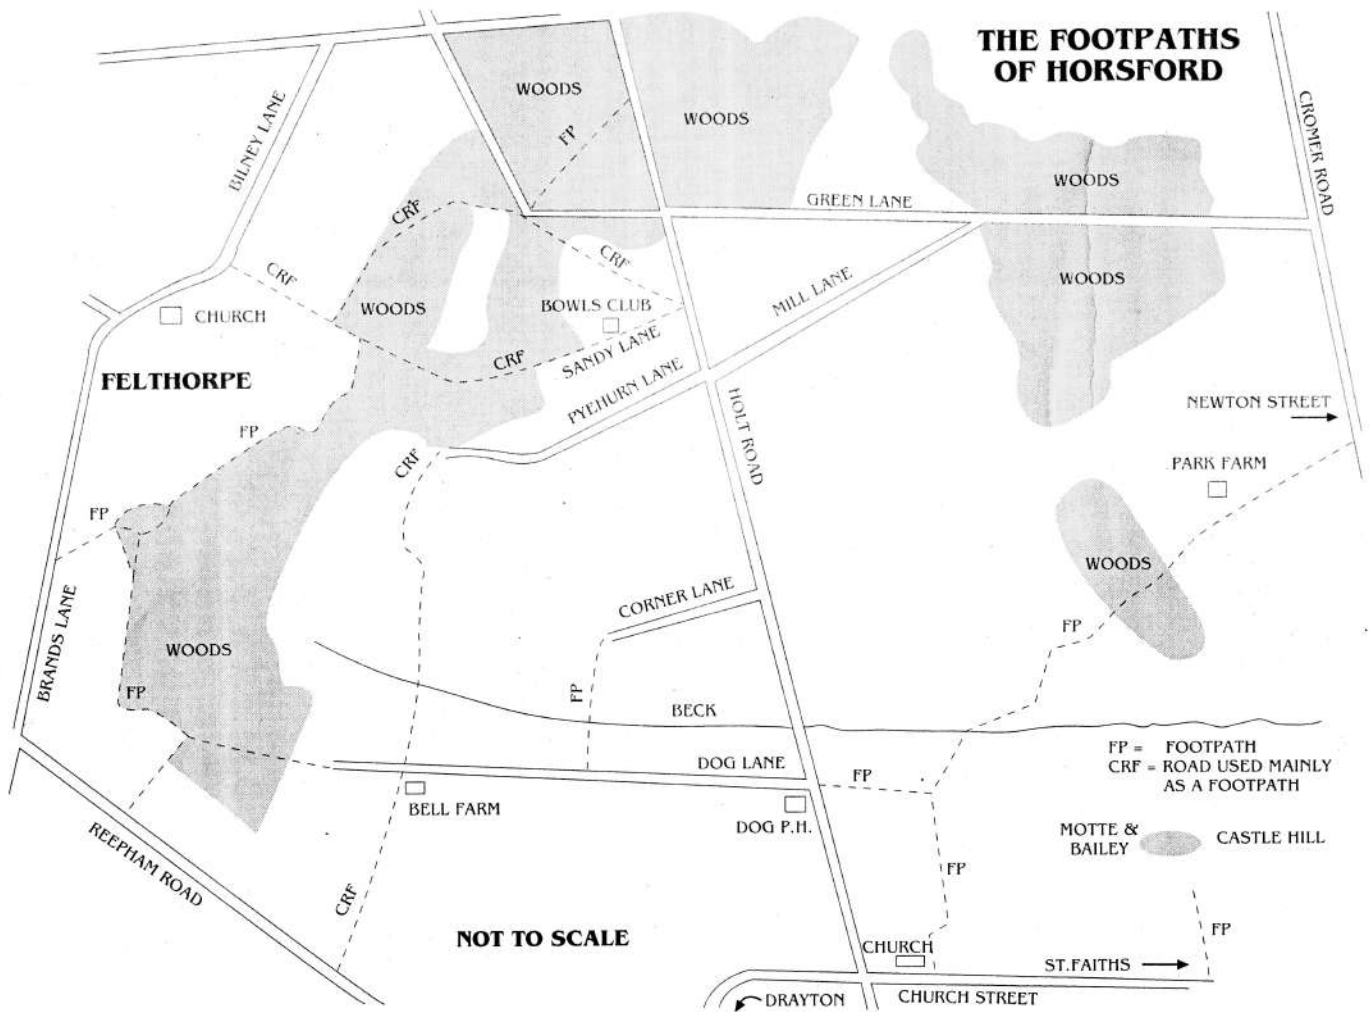 THE FOOTPATHS
OF HORSFORD
WOODS
FP
WOODS
BILNEY LANE
CROMER ROAD
WOODS
GREEN LANE
CRF
CRF
CRF
WOODS
WOODS
MILL LANE
CHURCH
BOWLS CLUB
SANDY LANE
CRF
FELTHORPE
PYEHURN LANE
HOLT ROAD
NEWTON STREET
FP
CRF
PARK FARM
FP
WOODS
CORNER LANE
BRANDS LANE
FP
WOODS
FP
FP
BECK
DOG LANE
FP
FP = FOOTPATH
CRF = ROAD USED MAINLY
AS A FOOTPATH
BELL FARM
DOG P.H.
MOTTE &
BAILEY
CASTLE HILL
REEPHAM ROAD
CRF
FP
FP
NOT TO SCALE
CHURCH
ST.FAITHS
DRAYTON
CHURCH STREET